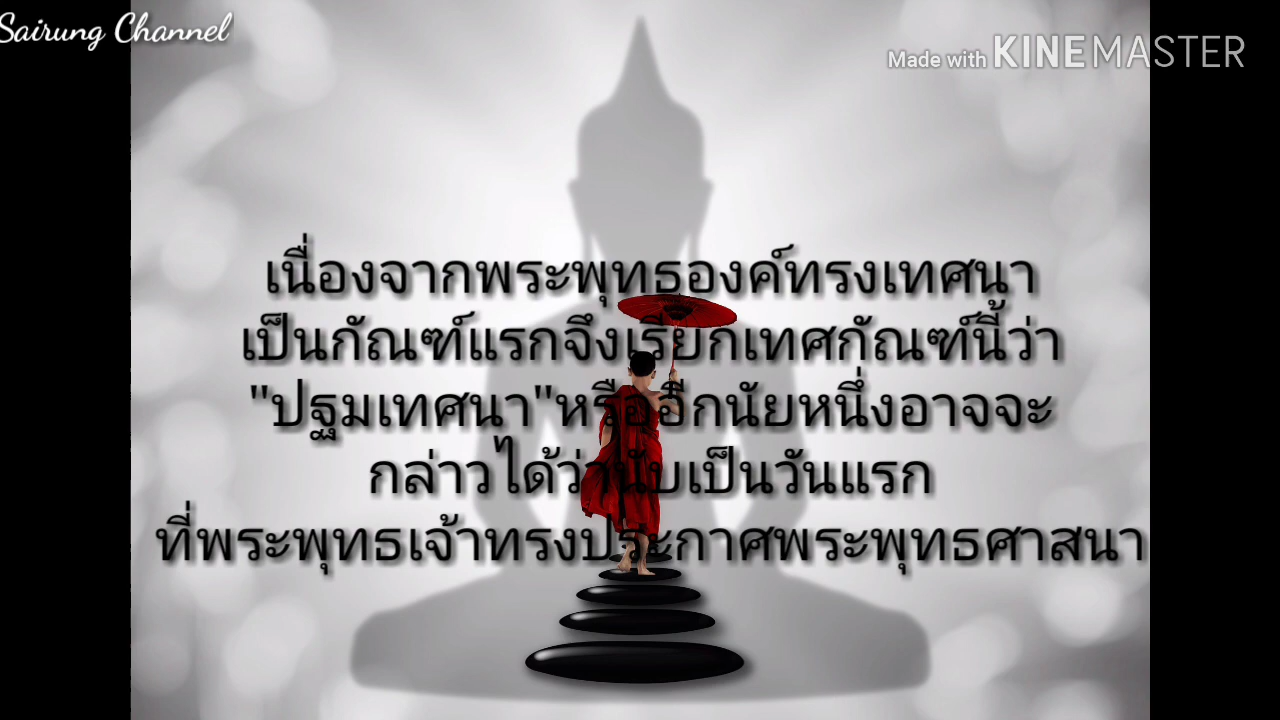 Sairung Channel
Made with KINEMASTER
เนื่องจากพระพุทธองค์ทรงเทศนา
เป็นกัณฑ์แรกจึงเรียกเทศกัณฑ์นี้ว่า
"ปฐมเทศนา"หรืออีกนัยหนึ่งอาจจะ
กล่าวได้ว่านับเป็นวันแรก
ที่พระพุทธเจ้าทรงประกาศพระพุทธศาสนา